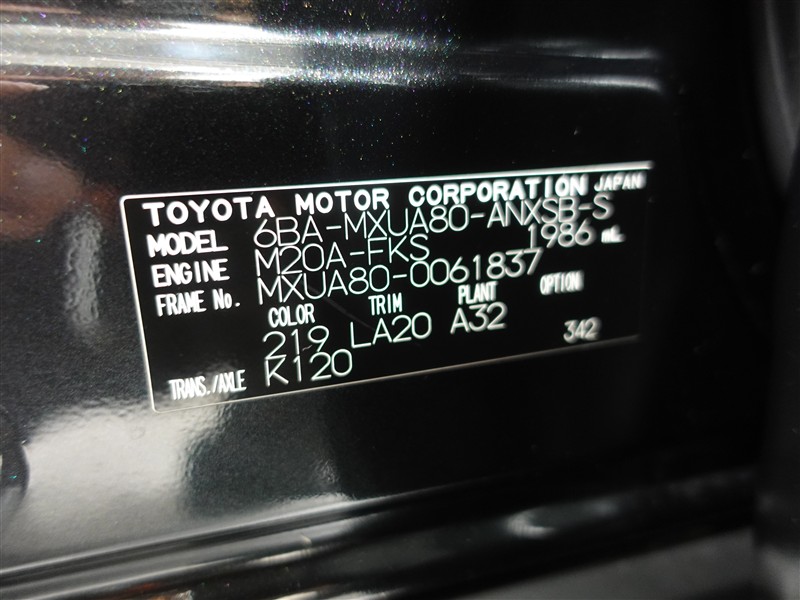 TOYOTA MOTOR CORPORATION JAPAN
MODEL 6BA-MXUA80-ANXSB-S
ENGINE M20A-FKS 1986 mL
FRAME No. MXUA80-0061837
COLOR TRIM PLANT OPTION
219 LA20 A32 342
TRANS./AXLE K120